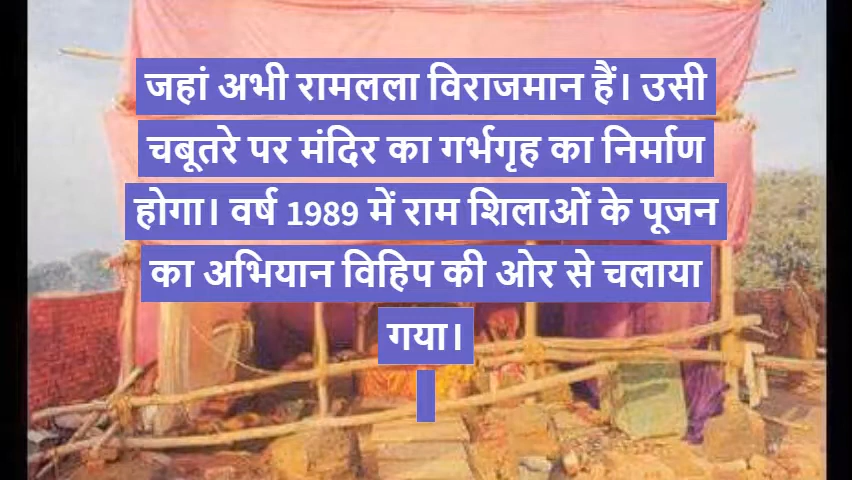 जहां अभी रामलला विराजमान हैं। उसी
चबूतरे पर मंदिर का गर्भगृह का निर्माण
होगा। वर्ष 1989 में राम शिलाओं के पूजन
का अभियान विहिप की ओर से चलाया
गया।